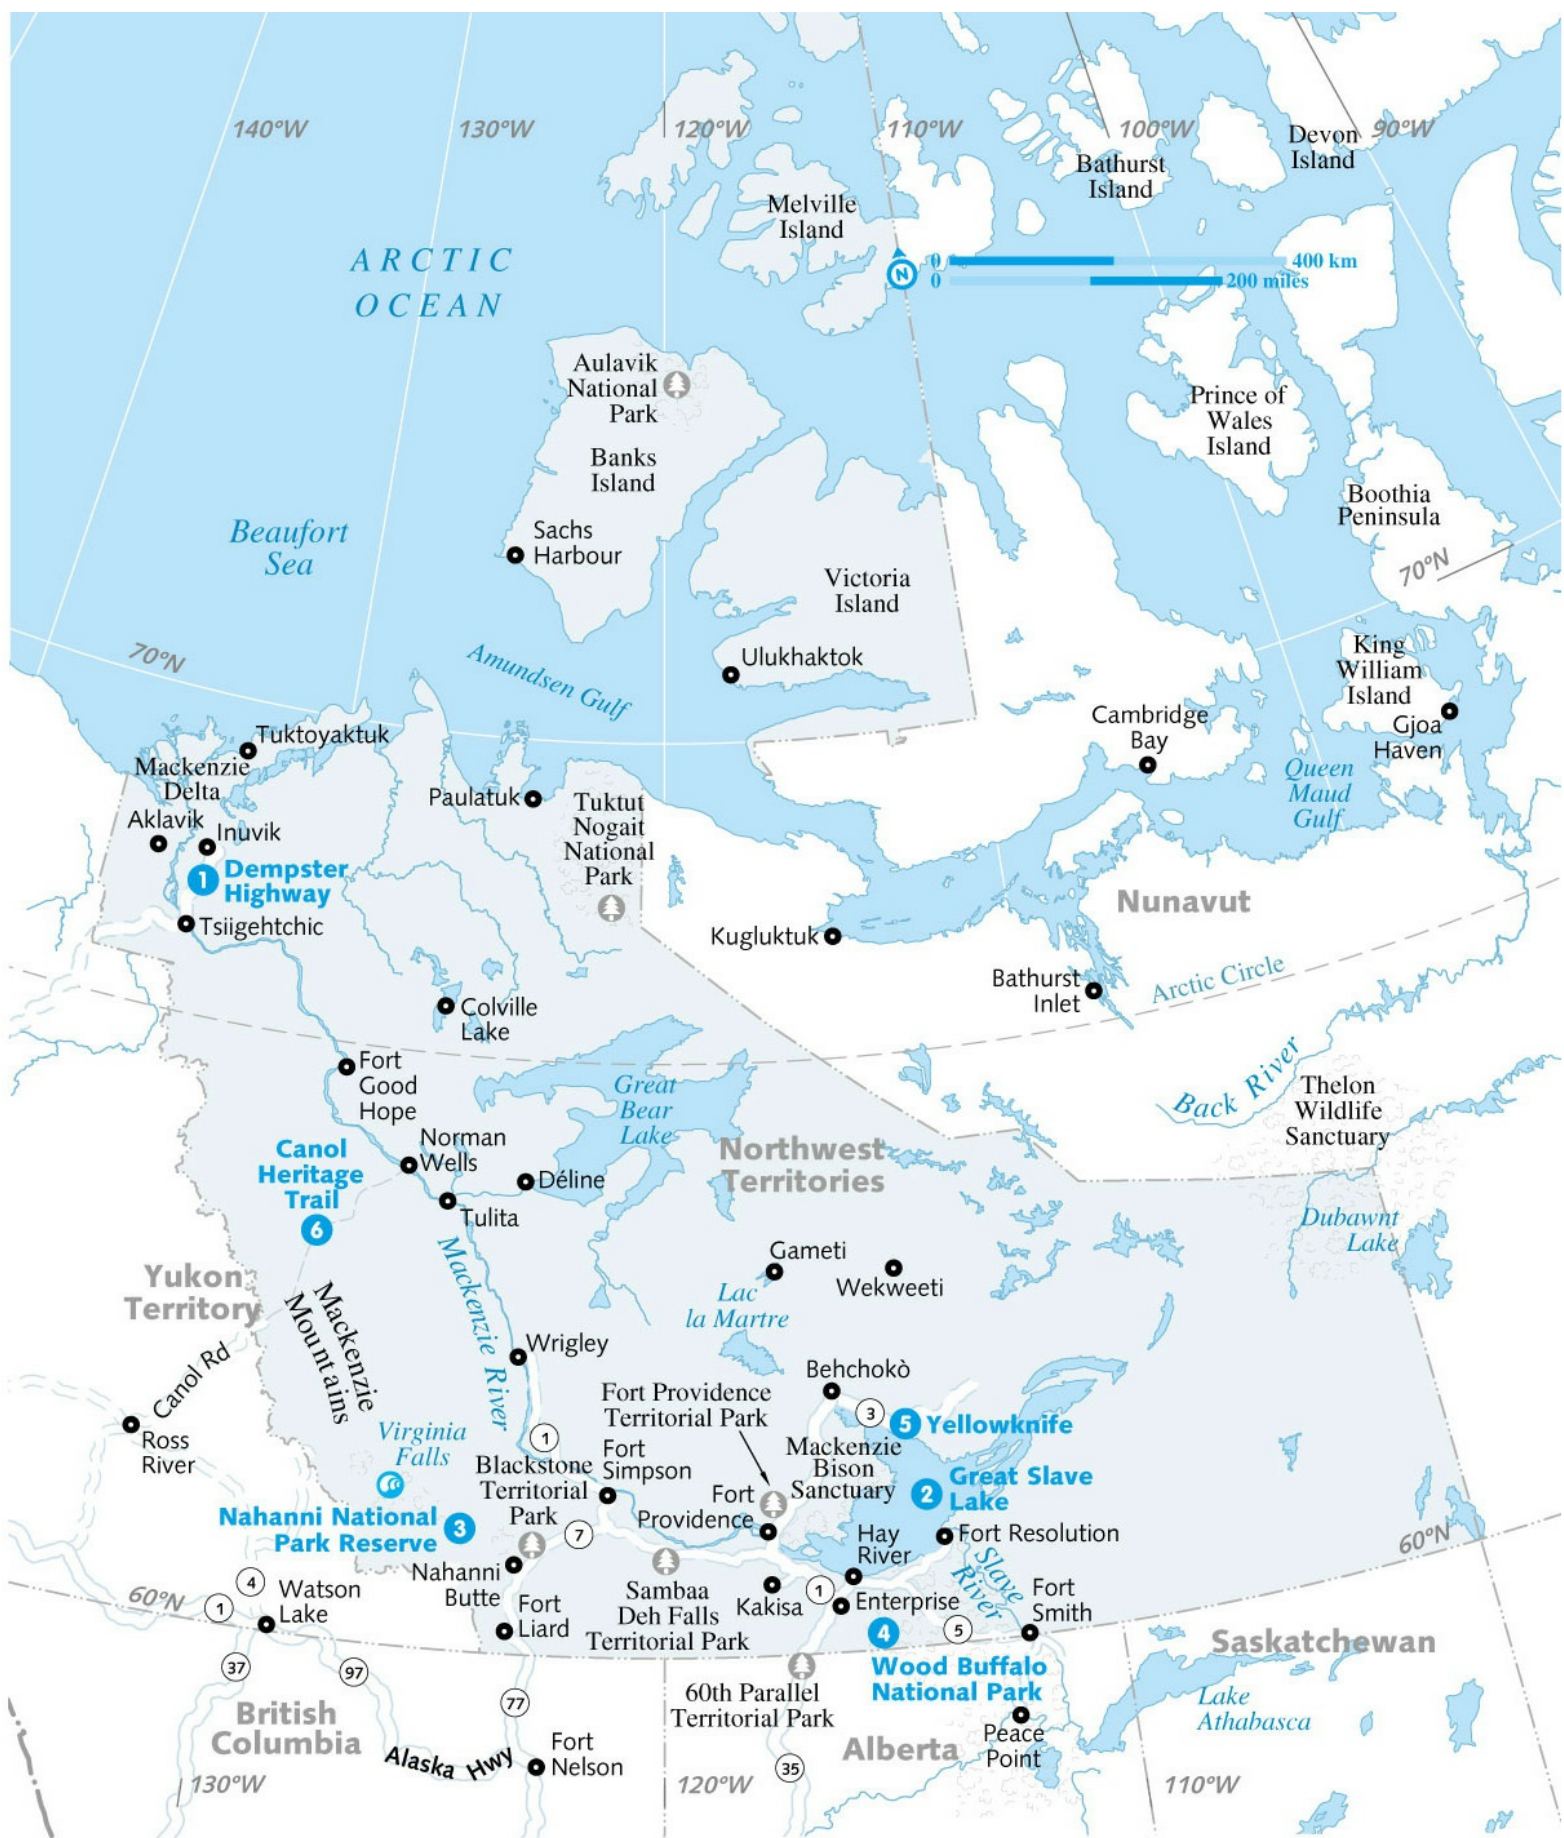 140°W
130°W
120°W
110°W
100°W
90°W
Devon
Island
Bathurst
Island
Melville
Island
ARCTIC
OCEAN
N
0
400 km
0
200 miles
Aulavik
National
Park
Banks
Island
Prince of
Wales
Island
Boothia
Peninsula
Sachs
Harbour
Beaufort
Sea
70°N
Victoria
Island
King
William
Island
70°N
Amundsen Gulf
Ulukhaktok
Gjoa
Haven
Cambridge
Bay
Queen
Maud
Gulf
Tuktoyaktuk
Mackenzie
Delta
Paulatuk
Tuktut
Nogait
National
Park
Aklavik
Inuvik
1
Dempster
Highway
Tsiigehtchic
Nunavut
Kugluktuk
Bathurst
Inlet
Arctic Circle
Colville
Lake
Fort
Good
Hope
Great
Bear
Lake
Back River
Thelon
Wildlife
Sanctuary
Norman
Wells
Canol
Heritage
Trail
6
Northwest
Territories
Déline
Tulita
Dubawnt
Lake
Mackenzie River
Gameti
Wekweeti
Yukon
Territory
Mackenzie
Mountains
Lac
la Martre
Wrigley
Canol Rd
Behchokò
Fort Providence
Territorial Park
3
5
Yellowknife
Ross
River
Virginia
Falls
1
Fort
Simpson
Mackenzie
Bison
Sanctuary
Blackstone
Territorial
Park
2
Great Slave
Lake
Nahanni National
Park Reserve
3
7
Fort
Providence
Hay
River
Fort Resolution
60°N
Nahanni
Butte
Slave
River
60°N
4
1
Watson
Lake
Fort
Liard
Sambaa
Deh Falls
Territorial Park
Kakisa
1
Enterprise
Fort
Smith
4
5
Wood Buffalo
National Park
Saskatchewan
37
97
77
60th Parallel
Territorial Park
Lake
Athabasca
British
Columbia
Peace
Point
Alberta
Alaska Hwy
Fort
Nelson
35
130°W
120°W
110°W